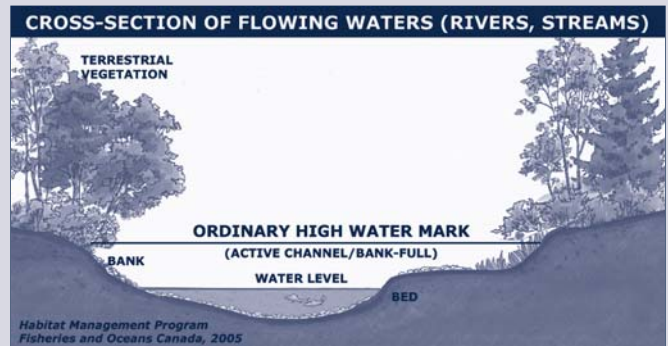 CROSS-SECTION OF FLOWING WATERS (RIVERS, STREAMS)
TERRESTRIAL
VEGETATION
ORDINARY HIGH WATER MARK
(ACTIVE CHANNEL/BANK-FULL)
BANK
WATER LEVEL
BED
Habitat Management Program
Fisheries and Oceans Canada, 2005